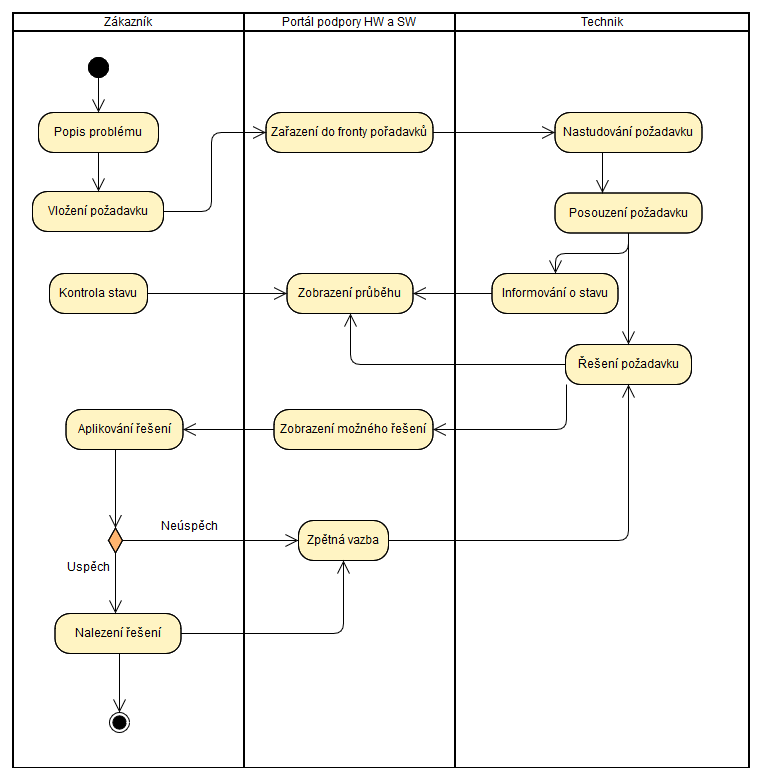 Zákazník
Portál podpory HW a SW
Technik
Popis problému
Zařazení do fronty pořadavků
Nastudování požadavku
Vložení požadavku
Posouzení požadavku
Kontrola stavu
Zobrazení průběhu
Informování o stavu
Řešení požadavku
Aplikování řešení
Zobrazení možného řešení
Neúspěch
Zpětná vazba
Uspěch
Nalezení řešení